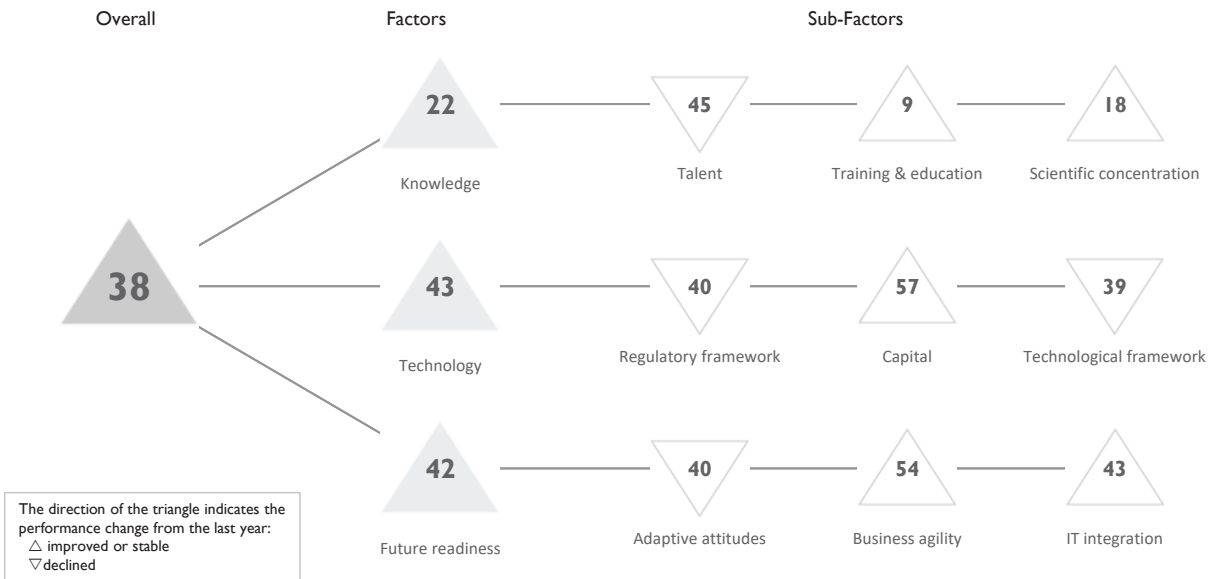 Overall Factors Sub-Factors
22 45 9 18
Knowledge Talent Training & education Scientific concentration
38 43 40 57 39
Technology Regulatory framework Capital Technological framework
42 40 54 43
Future readiness Adaptive attitudes Business agility IT integration
The direction of the triangle indicates the
performance change from the last year:
△ improved or stable
▽declined